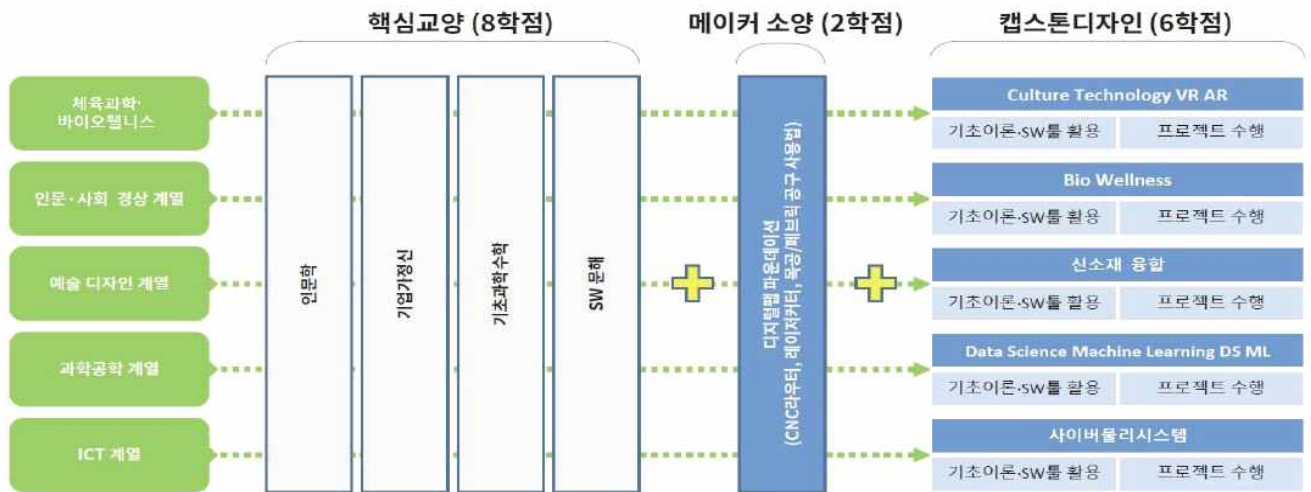 핵심교양 (8학점)
메이커 소양 (2학점)
캡스톤디자인 (6학점)
체육과학·
바이오웰니스
인문·사회 경상 계열
예술 디자인 계열
과학공학 계열
ICT 계열
인문학
기업가정신
기초과학수학
SW 문해
디지털랩 파운데이션
(CNC라우터, 레이저커터, 목공/페브릭 공구 사용법)
Culture Technology VR AR
기초이론·SW툴 활용
프로젝트 수행
Bio Wellness
기초이론·SW툴 활용
프로젝트 수행
신소재 융합
기초이론·SW툴 활용
프로젝트 수행
Data Science Machine Learning DS ML
기초이론·SW툴 활용
프로젝트 수행
사이버물리시스템
기초이론·SW툴 활용
프로젝트 수행